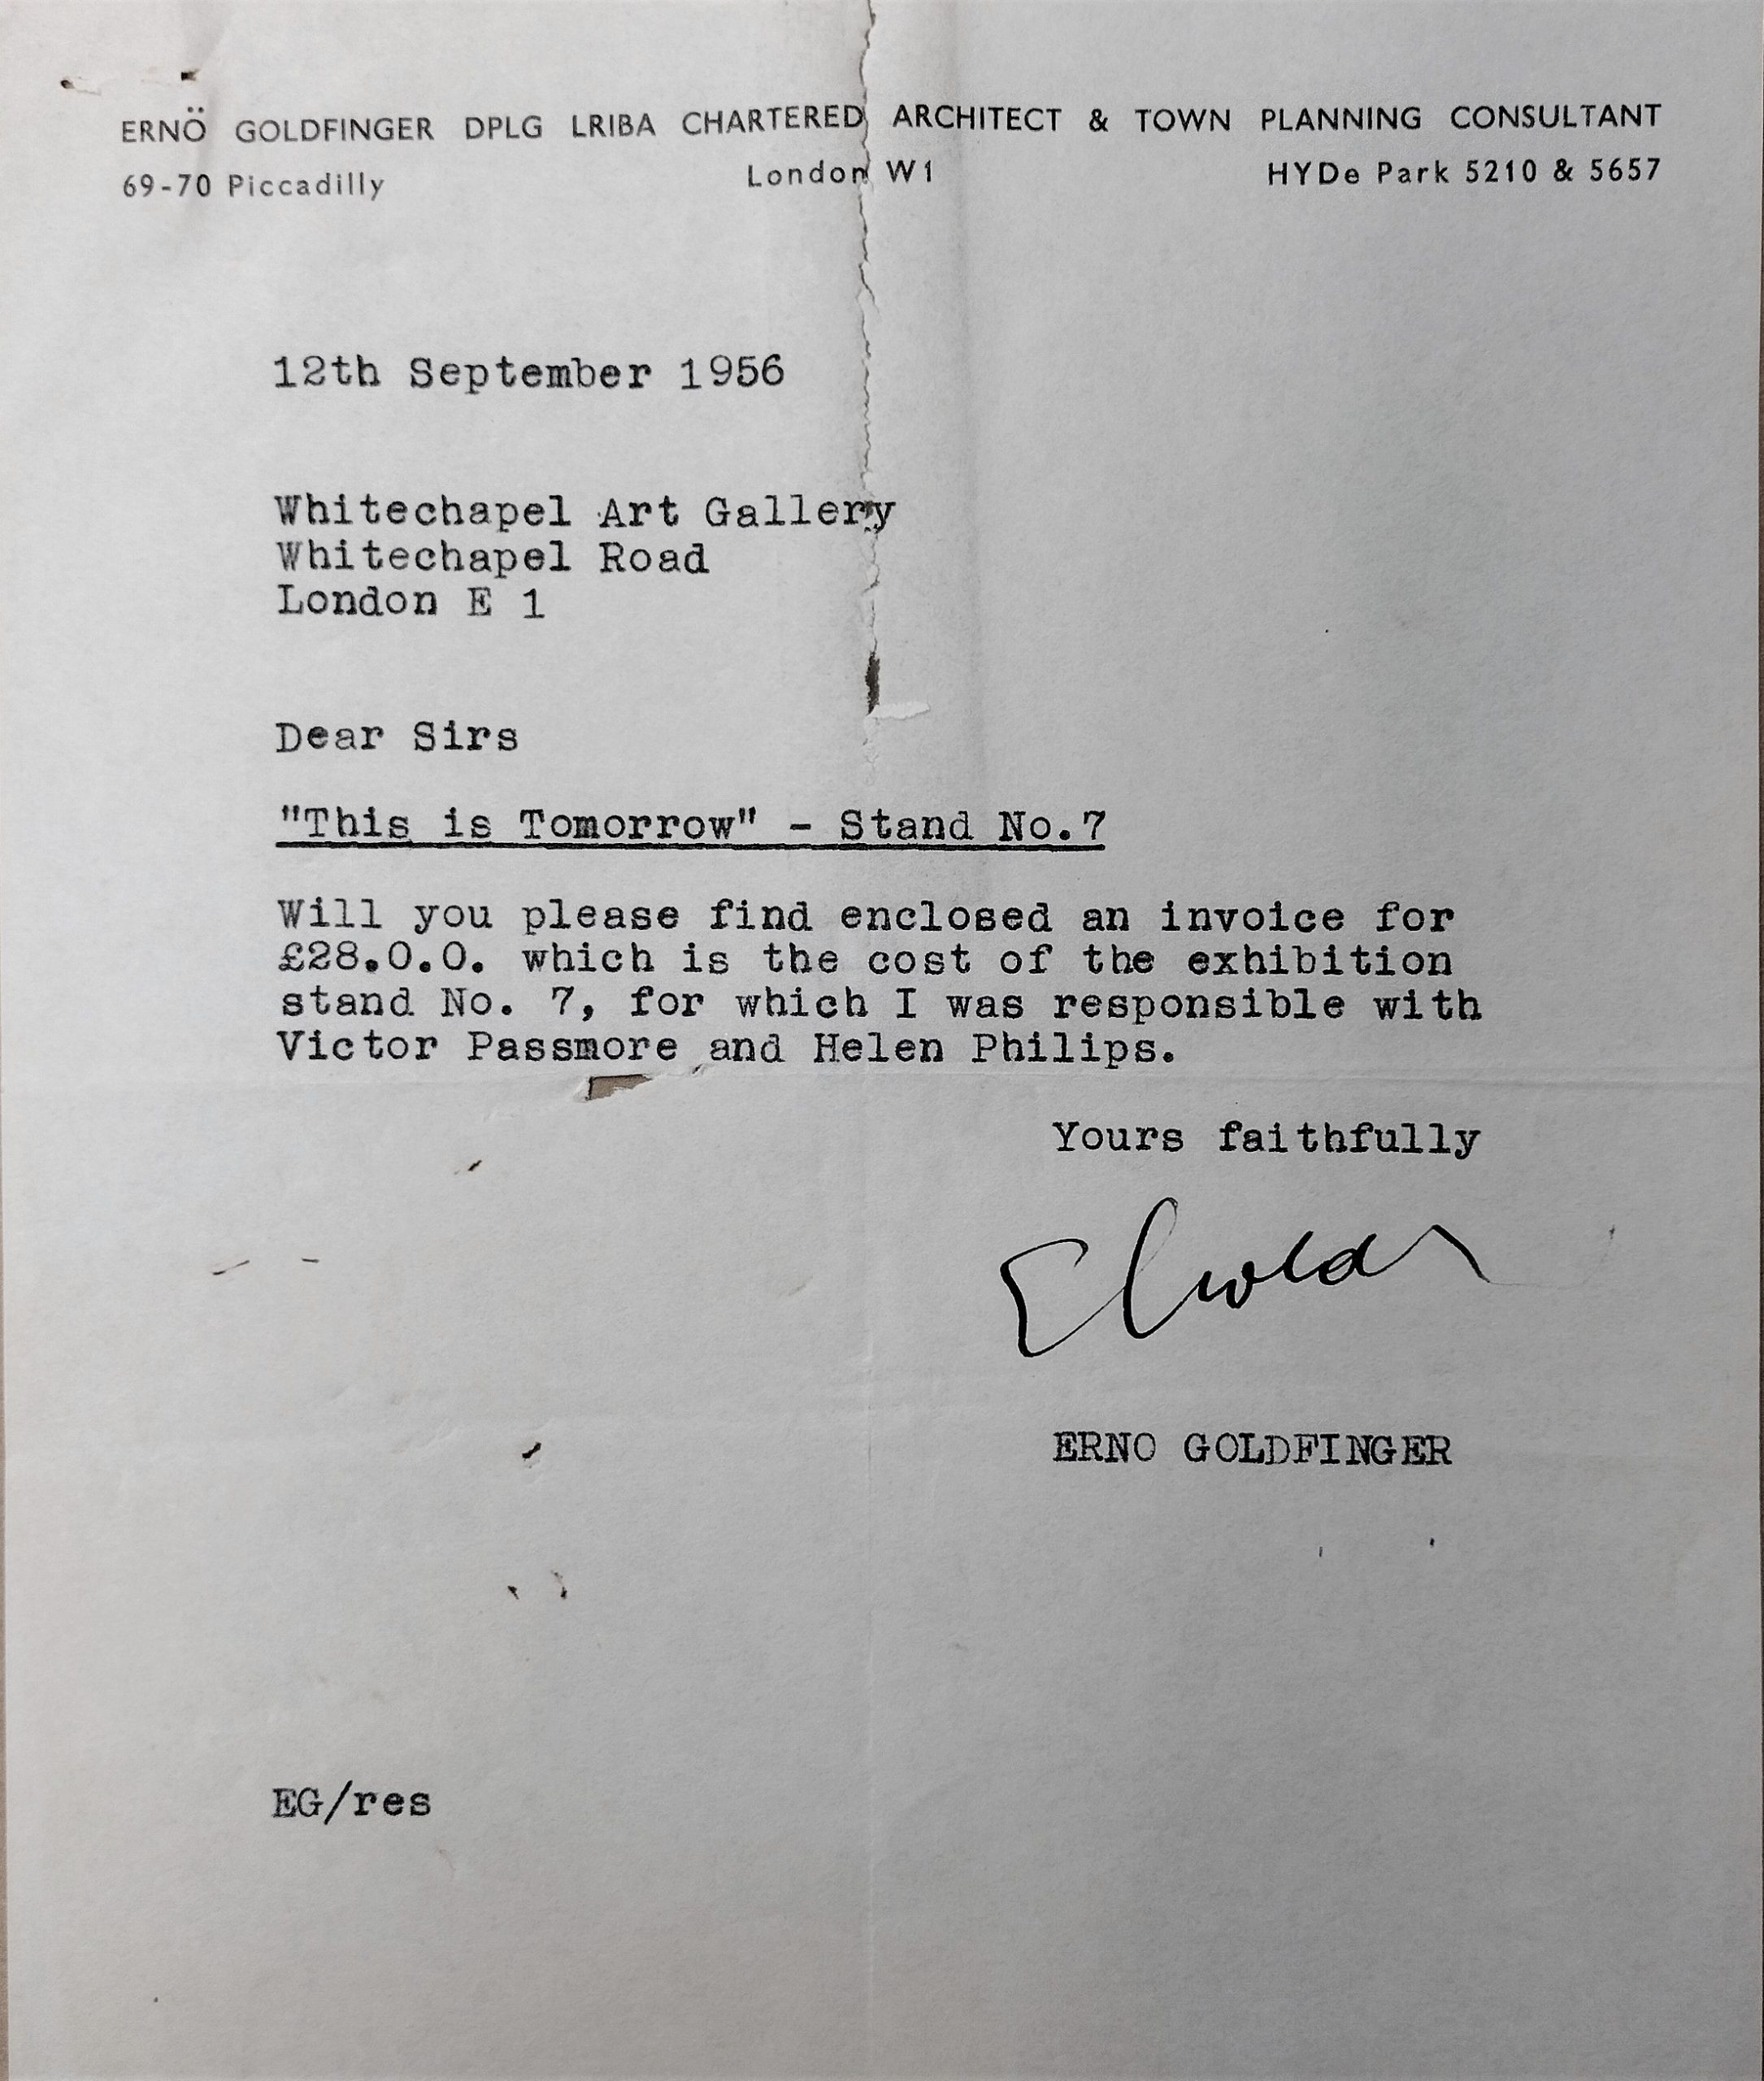 ERNÖ GOLDFINGER DPLG LRIBA CHARTERED ARCHITECT & TOWN PLANNING CONSULTANT
69-70 Piccadilly London W1 HYDe Park 5210 & 5657
12th September 1956
Whitechapel Art Gallery
Whitechapel Road
London E 1
Dear Sirs
"This is Tomorrow" - Stand No.7
Will you please find enclosed an invoice for
£28.0.0. which is the cost of the exhibition
stand No. 7, for which I was responsible with
Victor Passmore and Helen Philips.
Yours faithfully
ERNO GOLDFINGER
EG/res